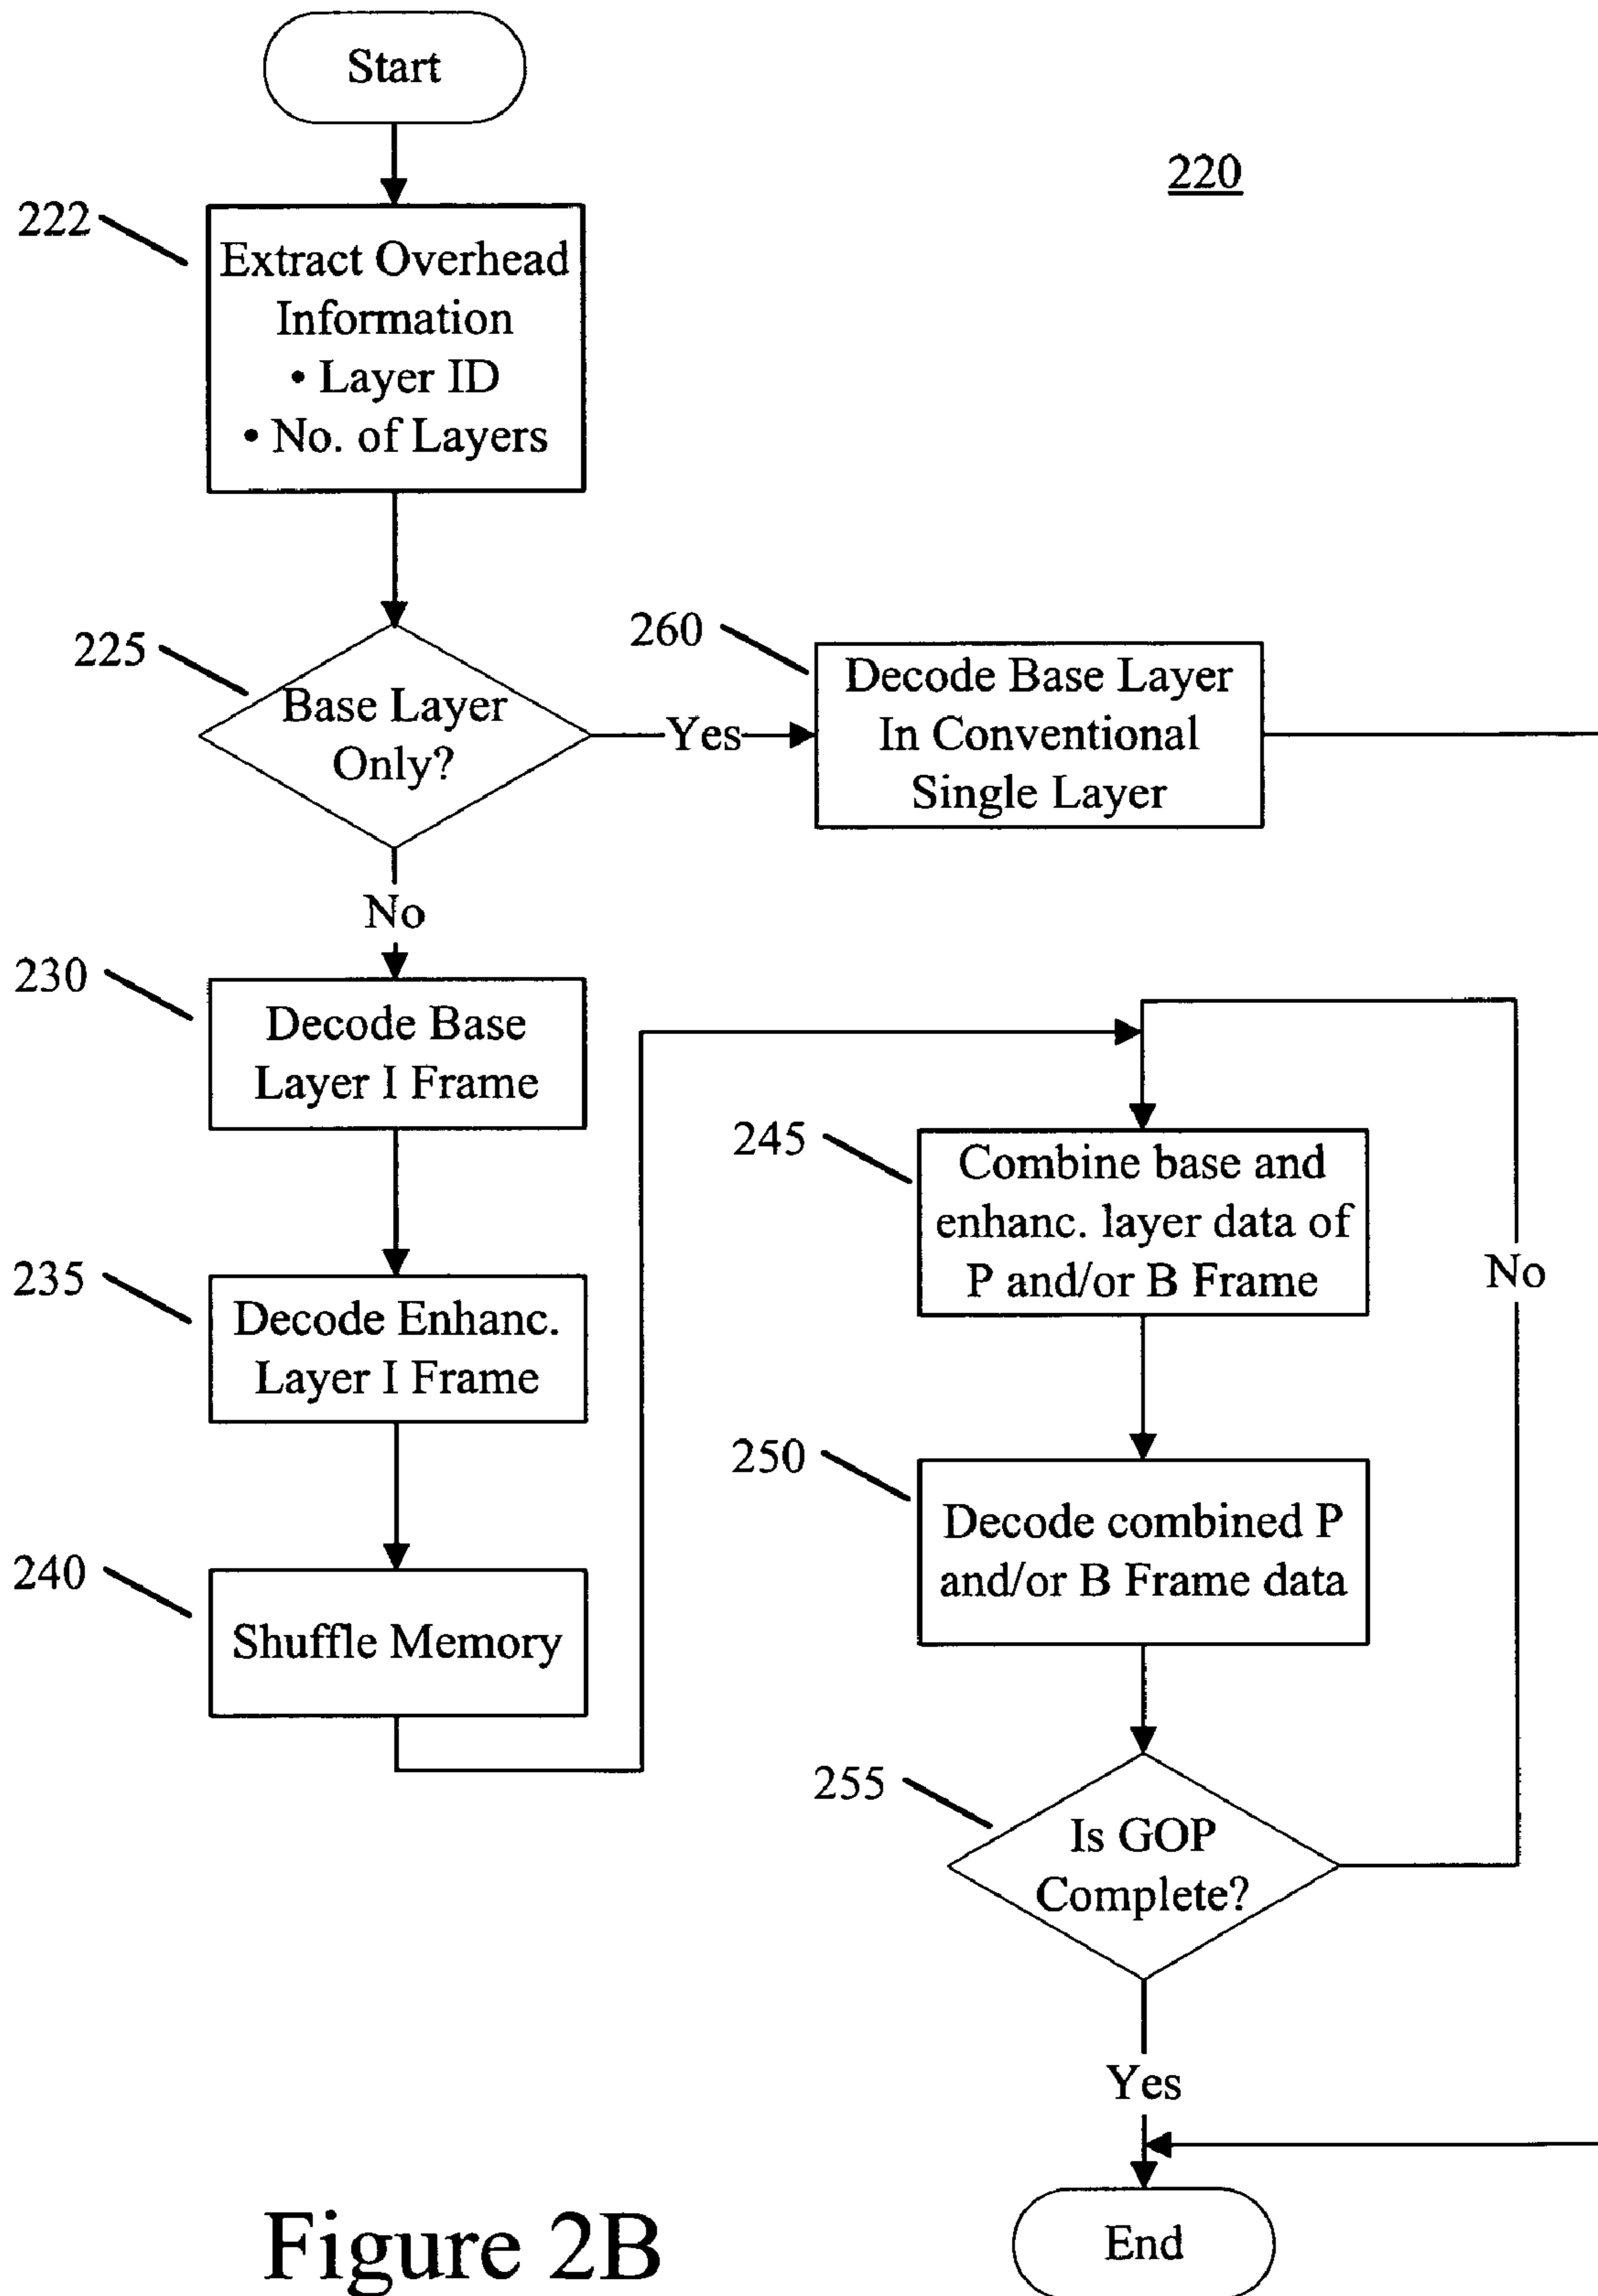 Start
220
222
Extract Overhead
Information
• Layer ID
• No. of Layers
225
Base Layer
Only?
Yes
260
Decode Base Layer
In Conventional
Single Layer
No
230
Decode Base
Layer I Frame
235
Decode Enhanc.
Layer I Frame
240
Shuffle Memory
245
Combine base and
enhanc. layer data of
P and/or B Frame
No
250
Decode combined P
and/or B Frame data
255
Is GOP
Complete?
Yes
End
Figure 2B